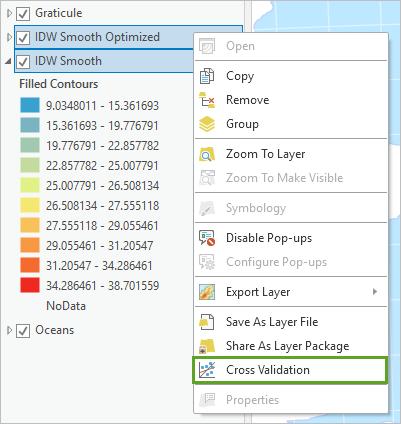 Graticule
IDW Smooth Optimized
IDW Smooth
Filled Contours
9.0348011 - 15.361693
15.361693 - 19.776791
19.776791 - 22.857782
22.857782 - 25.007791
25.007791 - 26.508134
26.508134 - 27.555118
27.555118 - 29.055461
29.055461 - 31.20547
31.20547 - 34.286461
34.286461 - 38.701559
NoData
Oceans
Open
Copy
Remove
Group
Zoom To Layer
Zoom To Make Visible
Symbology
Disable Pop-ups
Configure Pop-ups
Export Layer
Save As Layer File
Share As Layer Package
Cross Validation
Properties